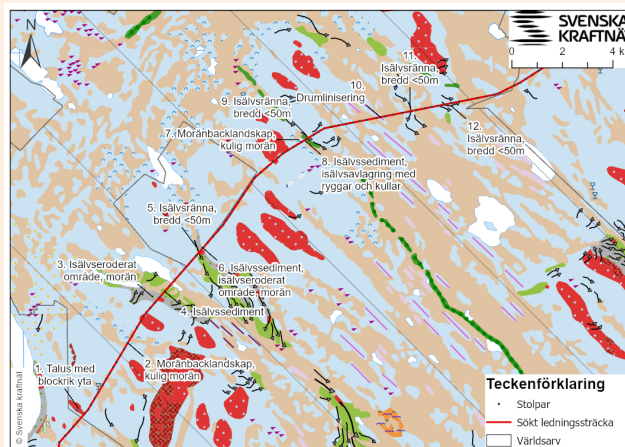 N
SVENSKA
KRAFTNÄT
0 2 4 k
11.
Isälvsränna,
bredd <50m
10.
Drumlinisering
9. Isälvsränna,
bredd <50m
12.
Isälvsränna,
bredd <50m
7. Moränbacklandskap,
kulig morän
8. Isälvssediment,
isälvsavlagring med
ryggar och kullar
5. Isälvsränna,
bredd <50m
3. Isälvseroderat
område, morän
6. Isälvssediment,
isälvseroderat
område, morän
4. Isälvssediment
1. Talus med
blockrik yta
2. Moränbacklandskap,
kulig morän
Teckenförklaring
Stolpar
Sökt ledningssträcka
Världsarv
© Svenska kraftnät